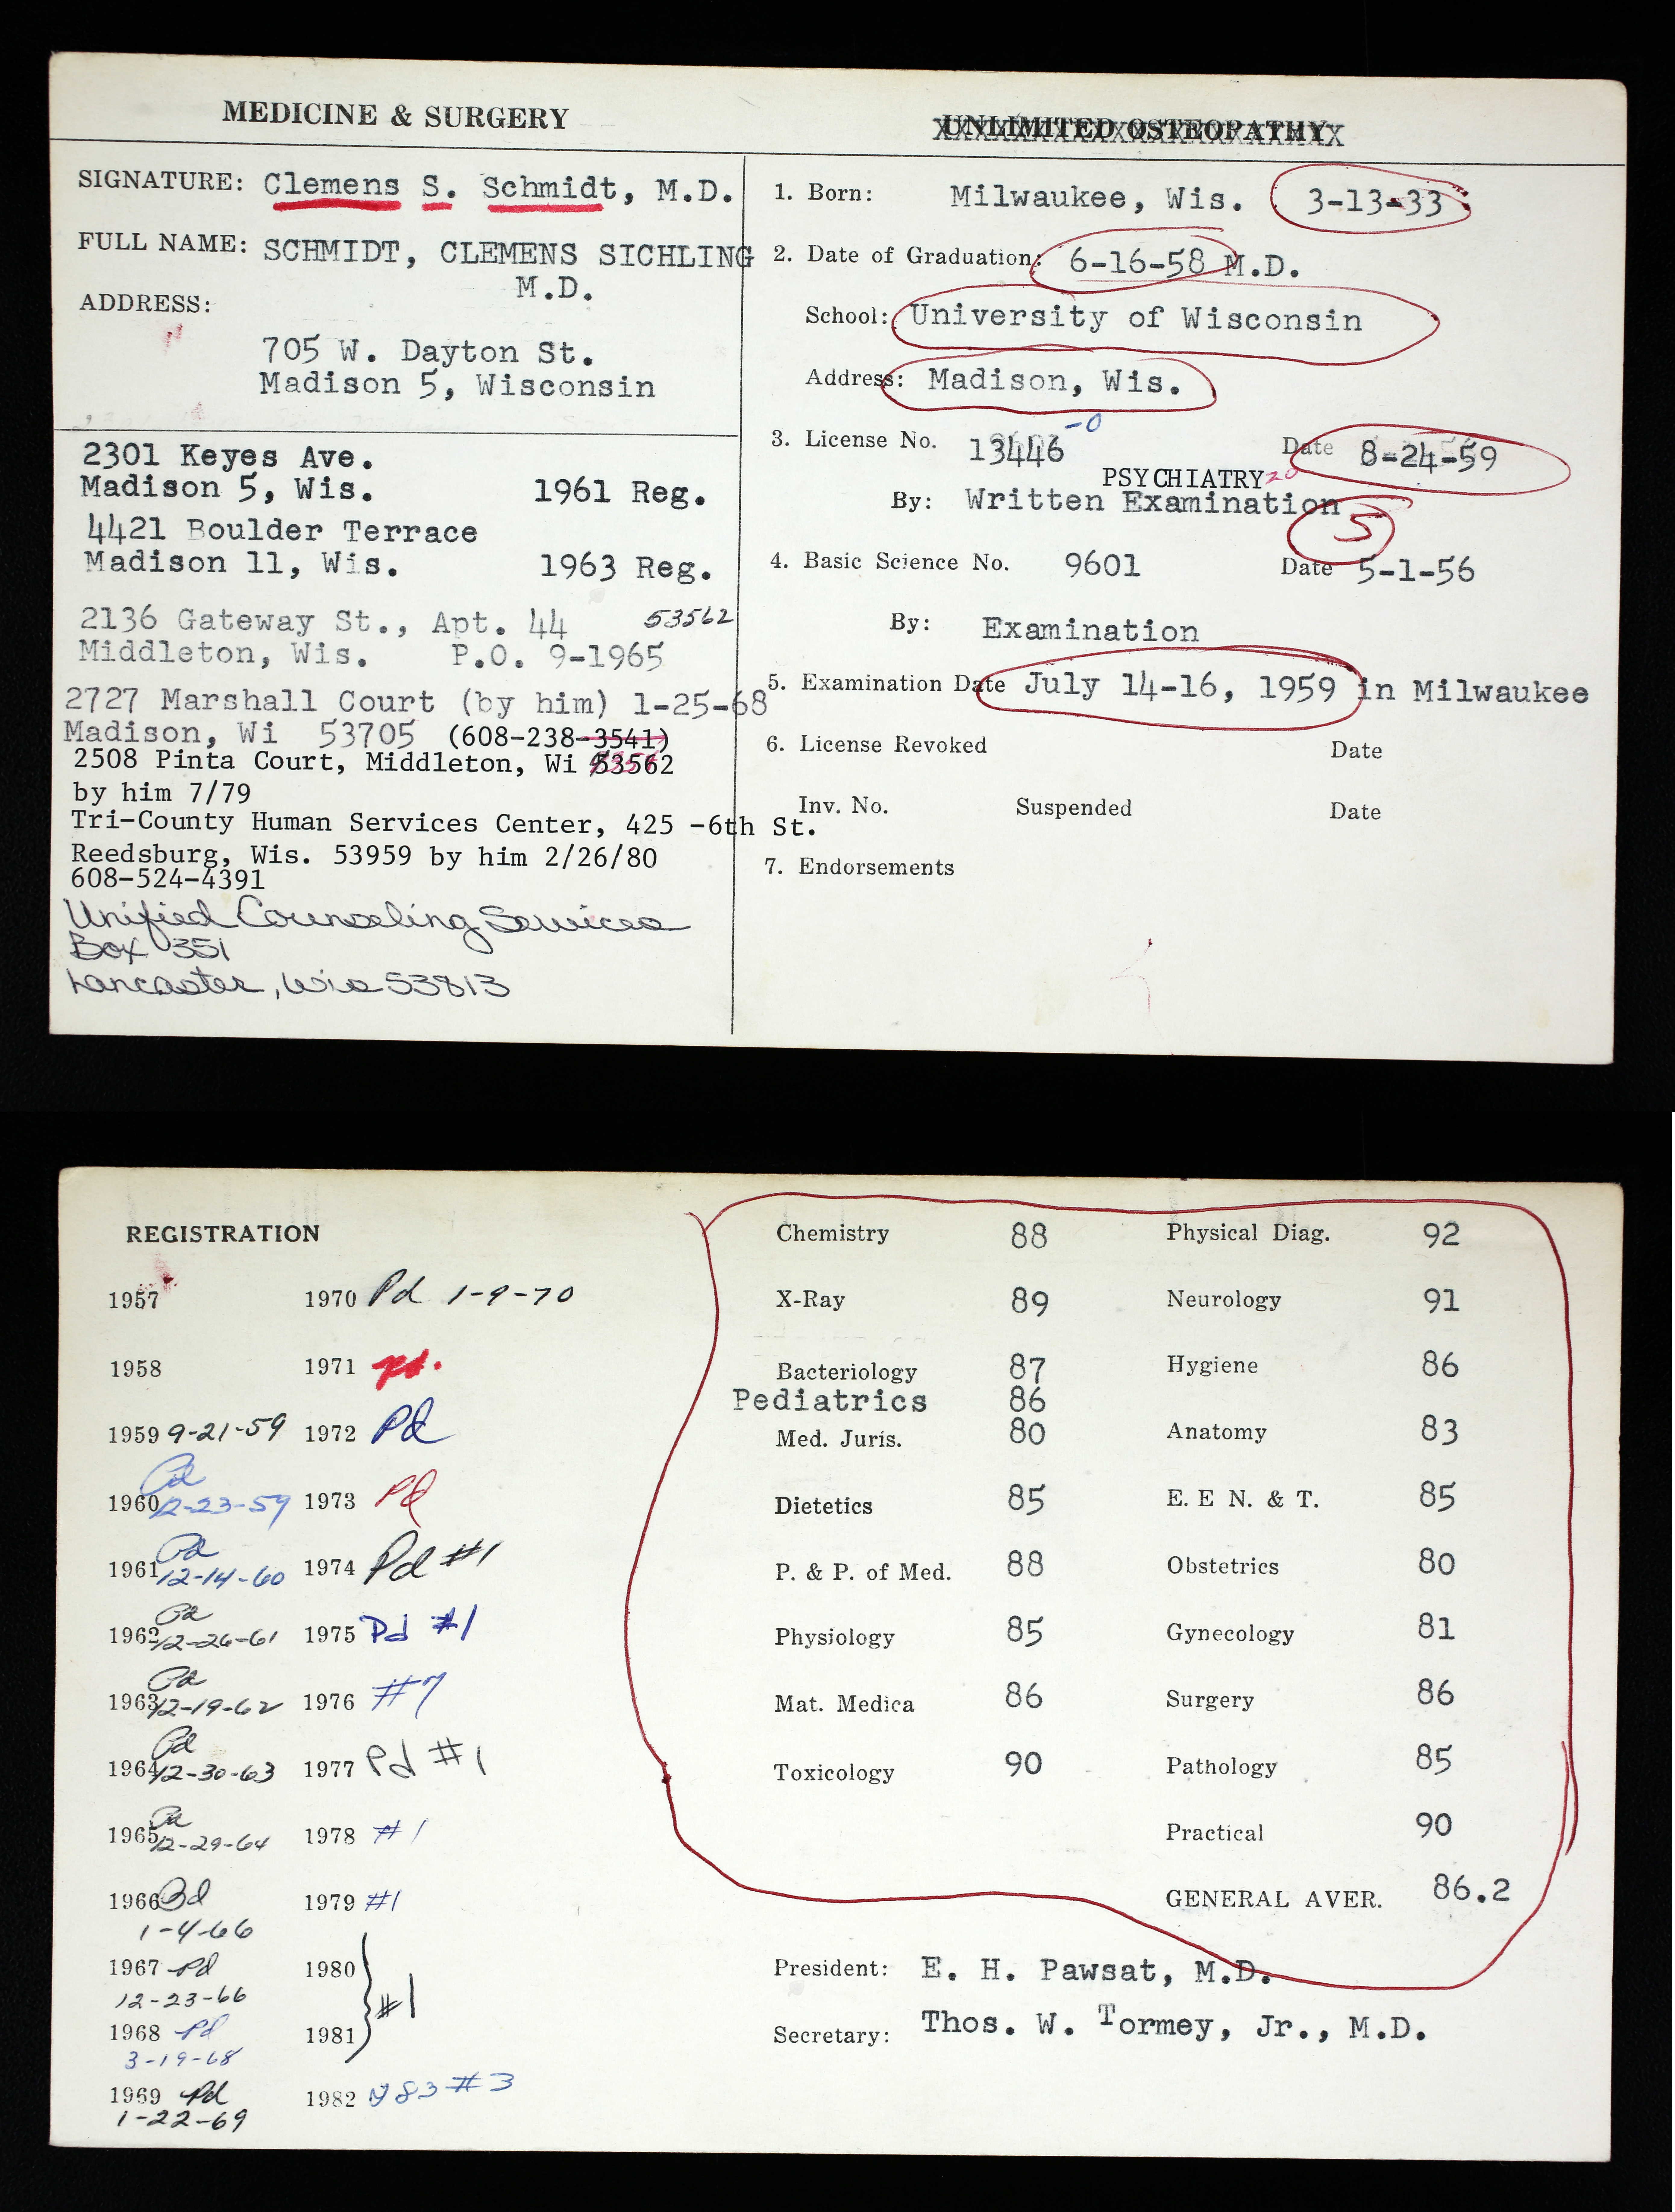 MEDICINE & SURGERY
UNLIMITED OSTEOPATHY
SIGNATURE: Clemens S. Schmidt, M.D.
FULL NAME: SCHMIDT, CLEMENS SICHLING
M.D.
ADDRESS:
705 W. Dayton St.
Madison 5, Wisconsin
2301 Keyes Ave.
Madison 5, Wis. 1961 Reg.
4421 Boulder Terrace
Madison 11, Wis. 1963 Reg.
2136 Gateway St., Apt. 44 53562
Middleton, Wis. P.O. 9-1965
2727 Marshall Court (by him) 1-25-68
Madison, Wi 53705 (608-238-3541)
2508 Pinta Court, Middleton, Wi 53562
by him 7/79
Tri-County Human Services Center, 425 -6th St.
Reedsburg, Wis. 53959 by him 2/26/80
608-524-4391
Unified Counseling Services
Box 351
Lancaster, Wis 53813
1. Born: Milwaukee, Wis. 3-13-33
2. Date of Graduation: 6-16-58 M.D.
School: University of Wisconsin
Address: Madison, Wis.
3. License No. 13446 -0 Date 8-24-59
PSYCHIATRY 20
By: Written Examination
5
4. Basic Science No. 9601 Date 5-1-56
By: Examination
5. Examination Date July 14-16, 1959 in Milwaukee
6. License Revoked Date
Inv. No. Suspended Date
7. Endorsements
REGISTRATION
1957
1958
1959 9-21-59
1960 Pd 12-23-59
1961 Pd 12-14-60
1962 Pd 12-26-61
1963 Pd 12-19-62
1964 Pd 12-30-63
1965 Pd 12-29-64
1966 Pd
1-4-66
1967 Pd
12-23-66
1968 Pd
3-19-68
1969 Pd
1-22-69
1970 Pd 1-9-70
1971 pd.
1972 Pd
1973 Pd
1974 Pd #1
1975 Pd #1
1976 #7
1977 Pd #1
1978 #1
1979 #1
1980
#1
1981
1982 83 #3
Chemistry 88
X-Ray 89
Bacteriology 87
Pediatrics 86
Med. Juris. 80
Dietetics 85
P. & P. of Med. 88
Physiology 85
Mat. Medica 86
Toxicology 90
Physical Diag. 92
Neurology 91
Hygiene 86
Anatomy 83
E. E N. & T. 85
Obstetrics 80
Gynecology 81
Surgery 86
Pathology 85
Practical 90
GENERAL AVER. 86.2
President: E. H. Pawsat, M.D.
Secretary: Thos. W. Tormey, Jr., M.D.